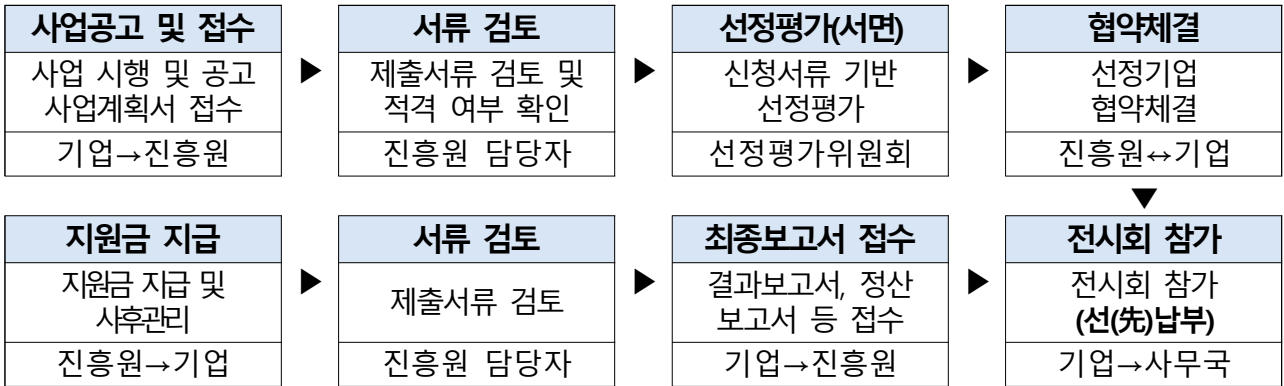 사업공고 및 접수
사업 시행 및 공고
사업계획서 접수
기업→진흥원
▶
서류 검토
제출서류 검토 및
적격 여부 확인
진흥원 담당자
▶
선정평가(서면)
신청서류 기반
선정평가
선정평가위원회
▶
협약체결
선정기업
협약체결
진흥원↔기업
▼
지원금 지급
지원금 지급 및
사후관리
진흥원→기업
▶
서류 검토
제출서류 검토
진흥원 담당자
▶
최종보고서 접수
결과보고서, 정산
보고서 등 접수
기업→진흥원
▶
전시회 참가
전시회 참가
(선(先)납부)
기업→사무국